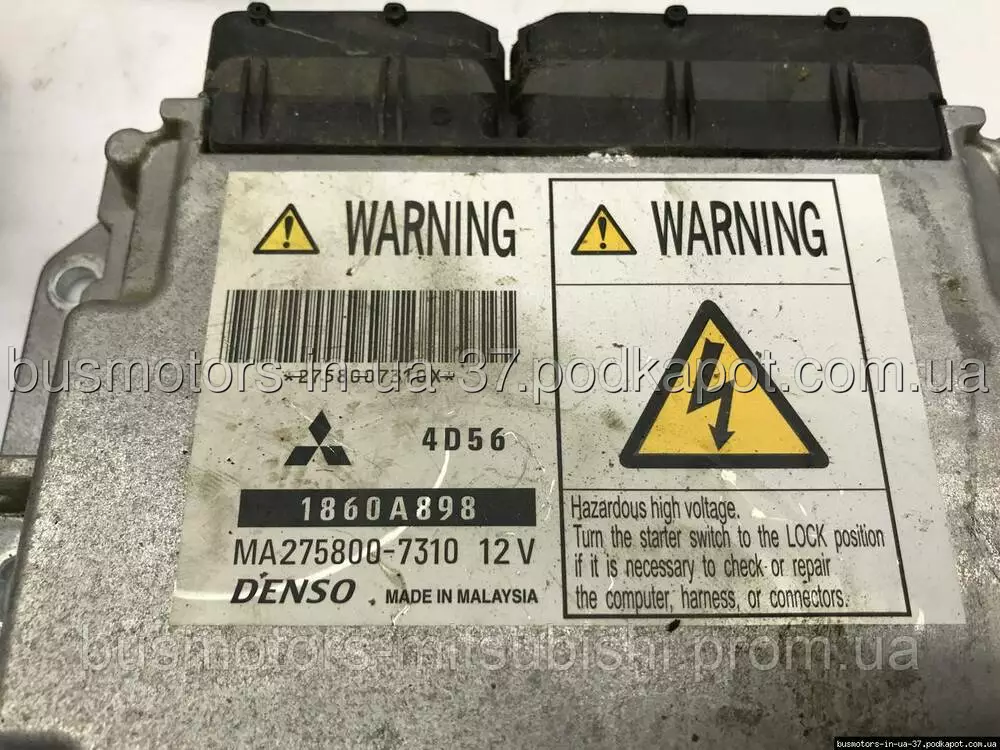 WARNING
*2758007310X*
4D56
1860A898
MA275800-7310 12V
DENSO MADE IN MALAYSIA
WARNING
Hazardous high voltage.
Turn the starter switch to the LOCK position
if it is necessary to check or repair
the computer, harness, or connectors.
busmotors-in-ua-37.podkapot.com.ua
busmotors-mitsubishi.prom.ua
busmotors-in-ua-37.podkapot.com.ua